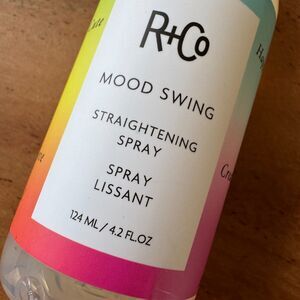 R+Co
MOOD SWING
STRAIGHTENING
SPRAY
SPRAY
LISSANT
124 ML / 4.2 FL.OZ